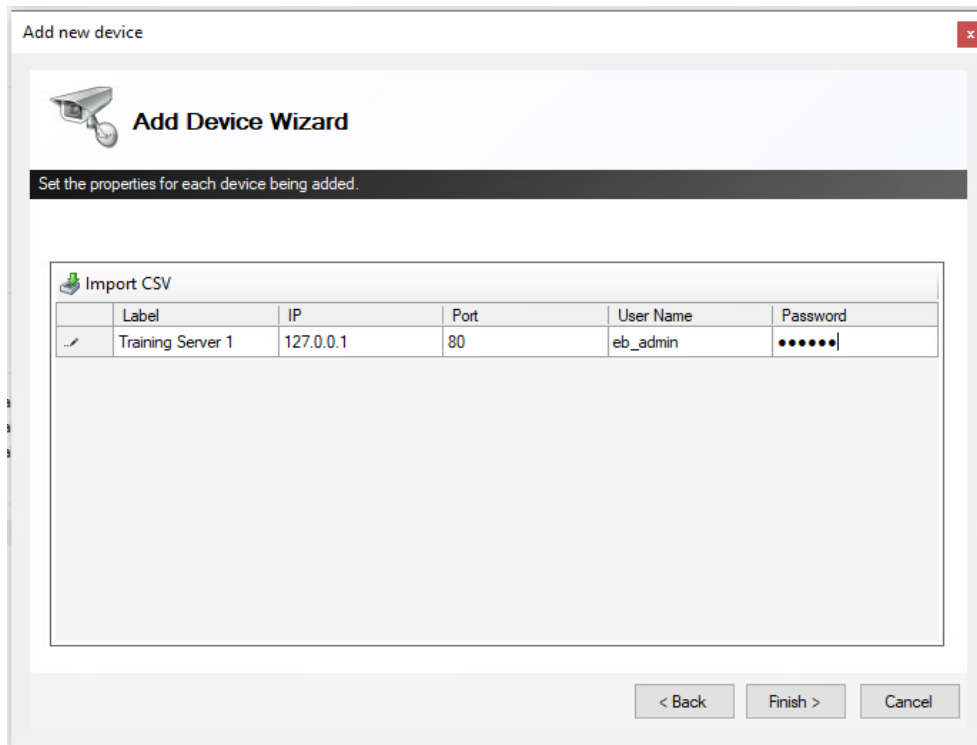 Add new device
x
Add Device Wizard
Set the properties for each device being added.
Import CSV
Label IP Port User Name Password
Training Server 1 127.0.0.1 80 eb_admin ••••••
< Back Finish > Cancel